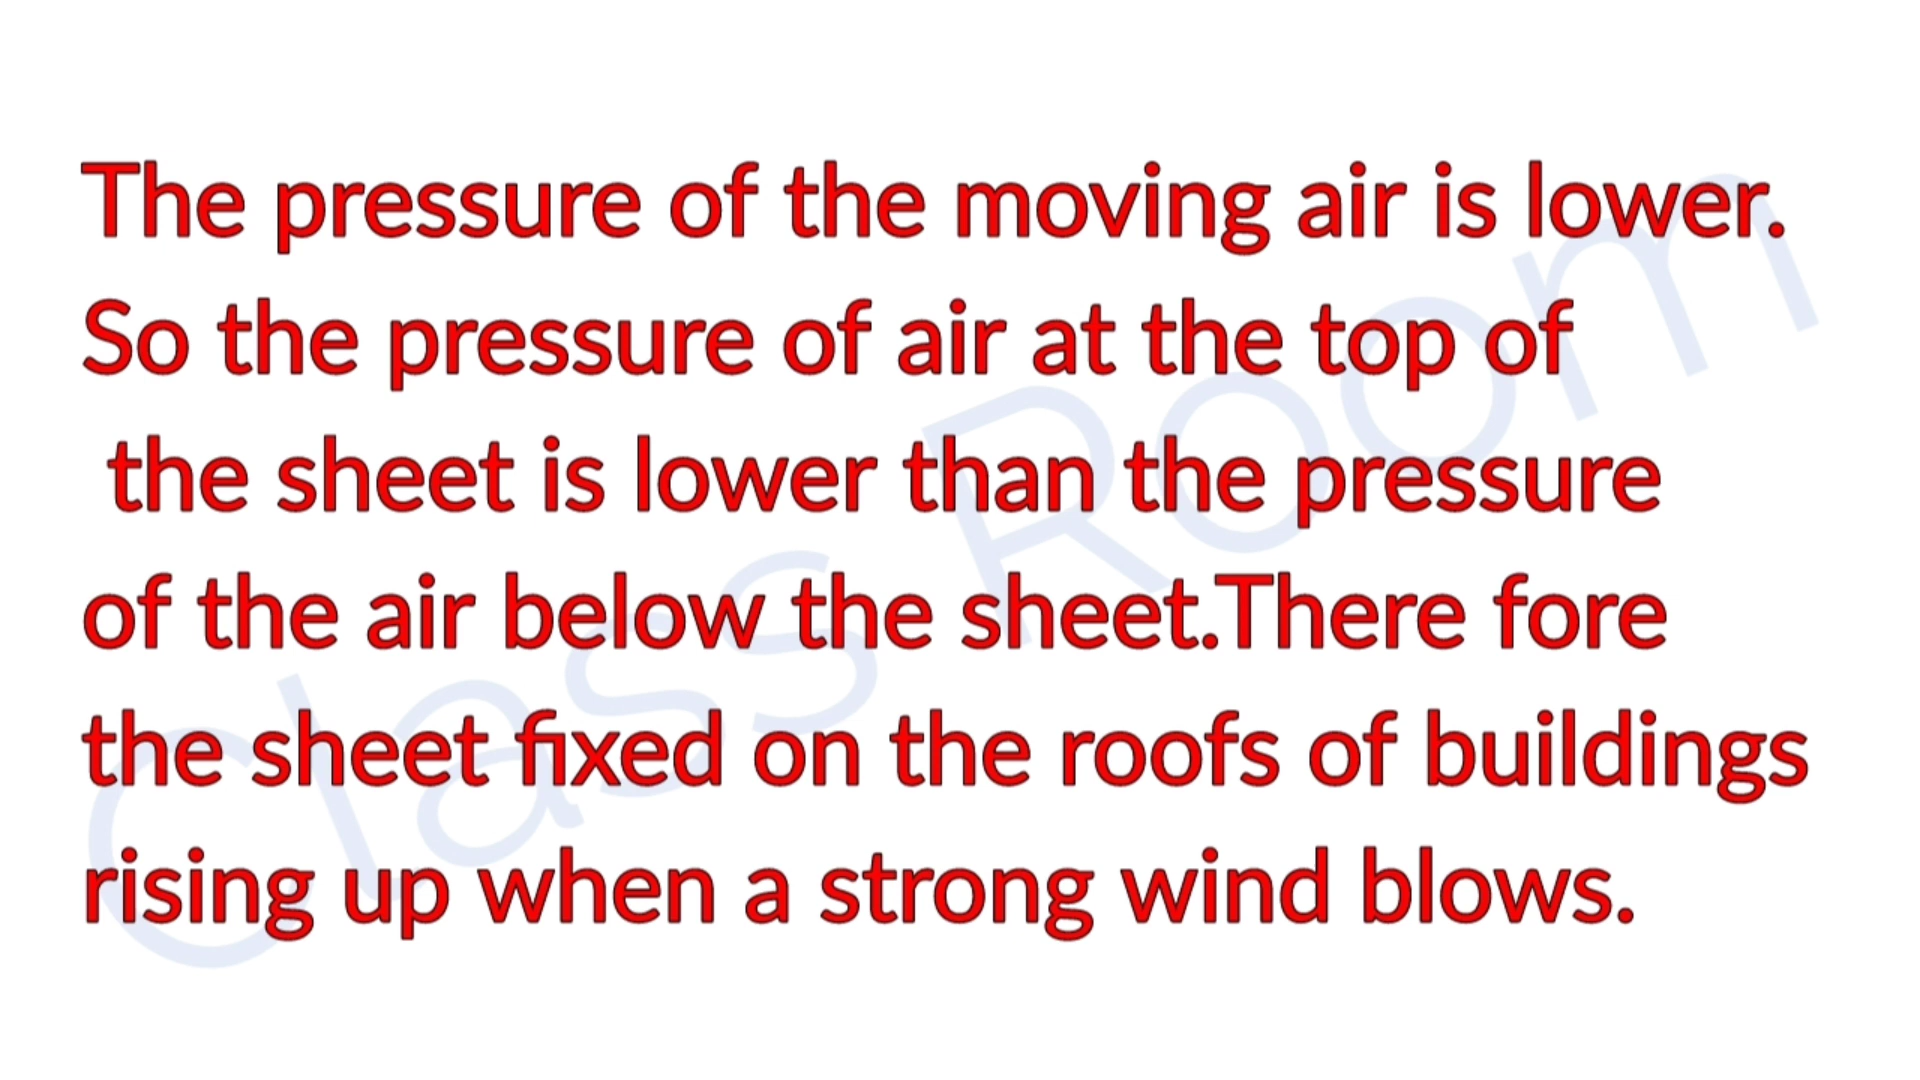 The pressure of the moving air is lower.
So the pressure of air at the top of
the sheet is lower than the pressure
of the air below the sheet.There fore
the sheet fixed on the roofs of buildings
rising up when a strong wind blows.
Class Room